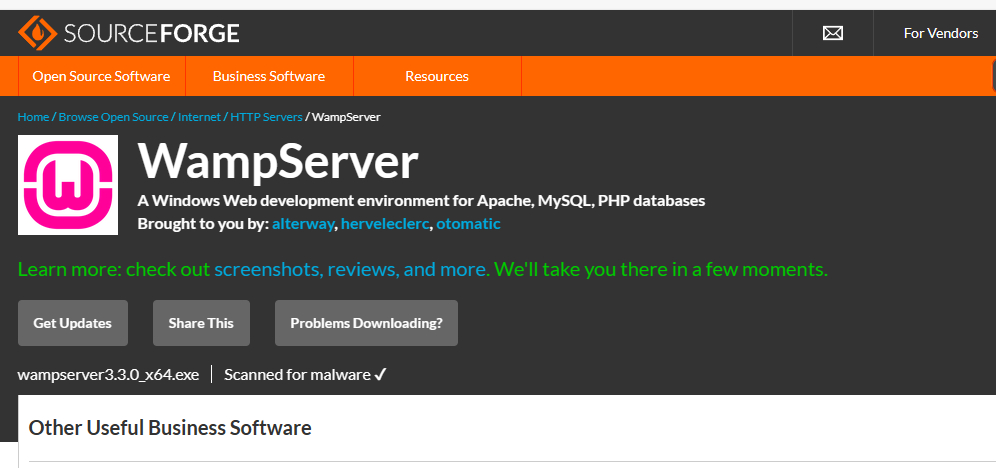 SOURCEFORGE
For Vendors
Open Source Software
Business Software
Resources
Home / Browse Open Source / Internet / HTTP Servers / WampServer
WampServer
A Windows Web development environment for Apache, MySQL, PHP databases
Brought to you by: alterway, herveleclerc, otomatic
Learn more: check out screenshots, reviews, and more. We'll take you there in a few moments.
Get Updates
Share This
Problems Downloading?
wampserver3.3.0_x64.exe | Scanned for malware ✓
Other Useful Business Software